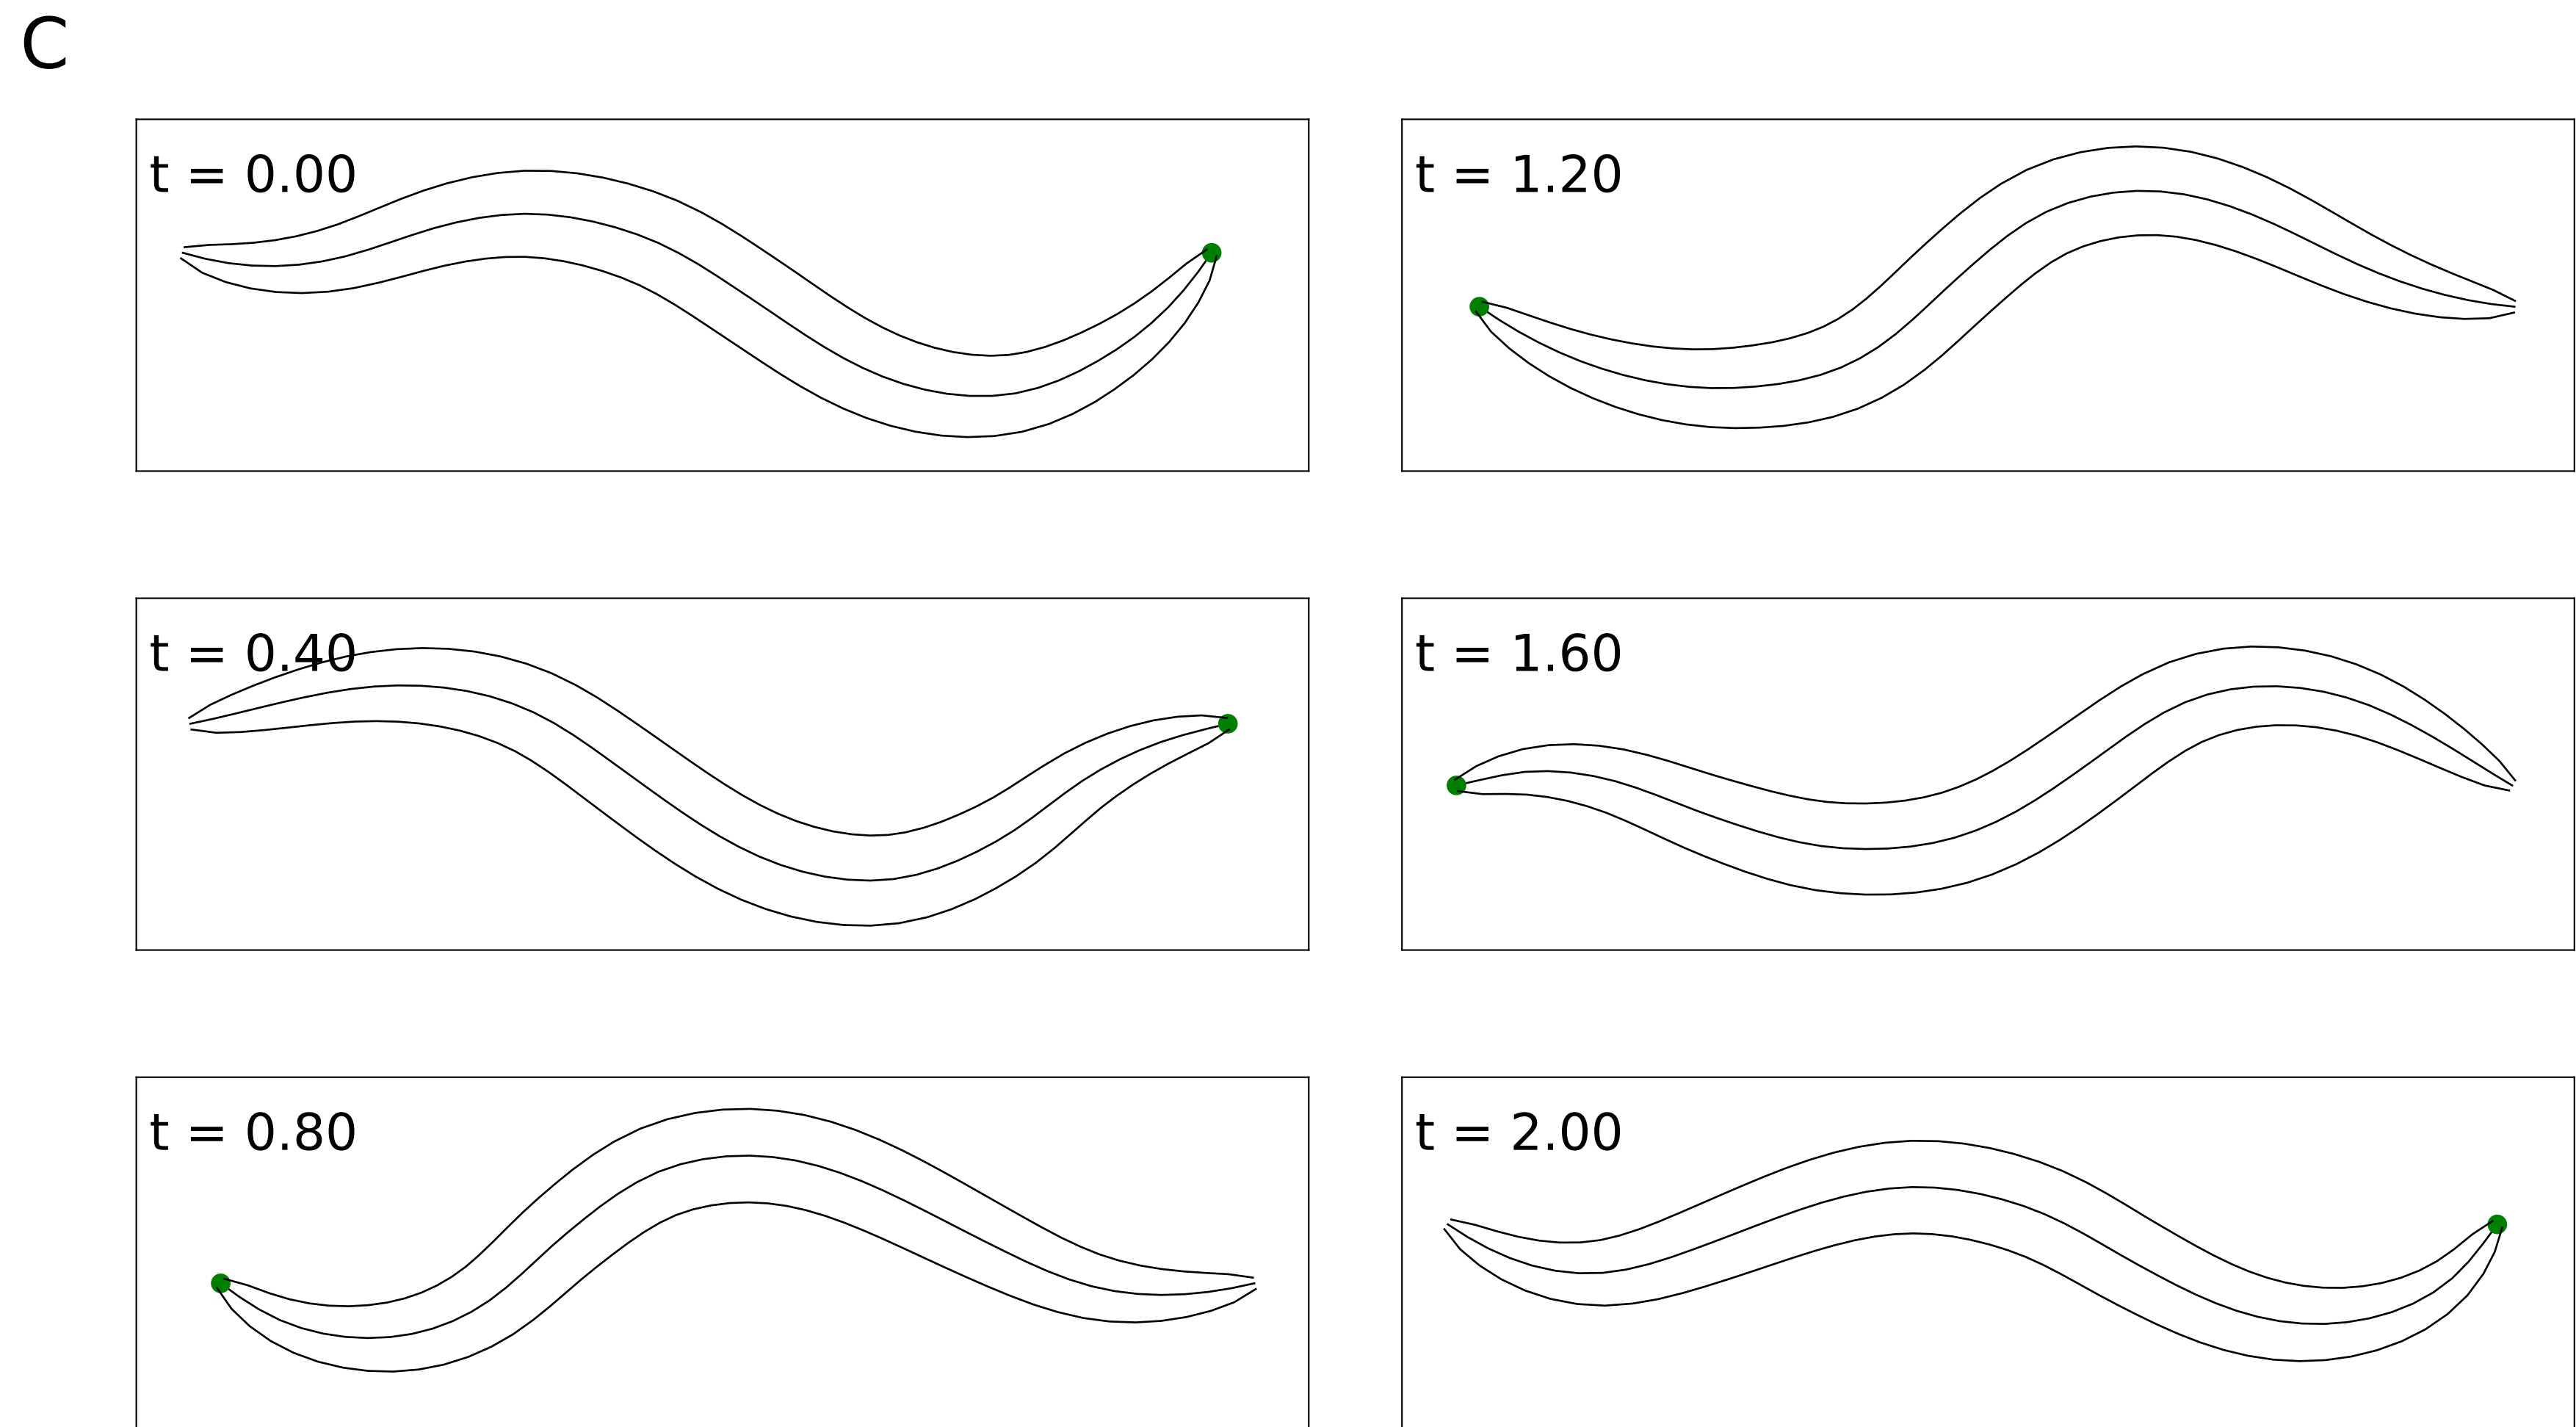 C
t = 0.00
t = 1.20
t = 0.40
t = 1.60
t = 0.80
t = 2.00